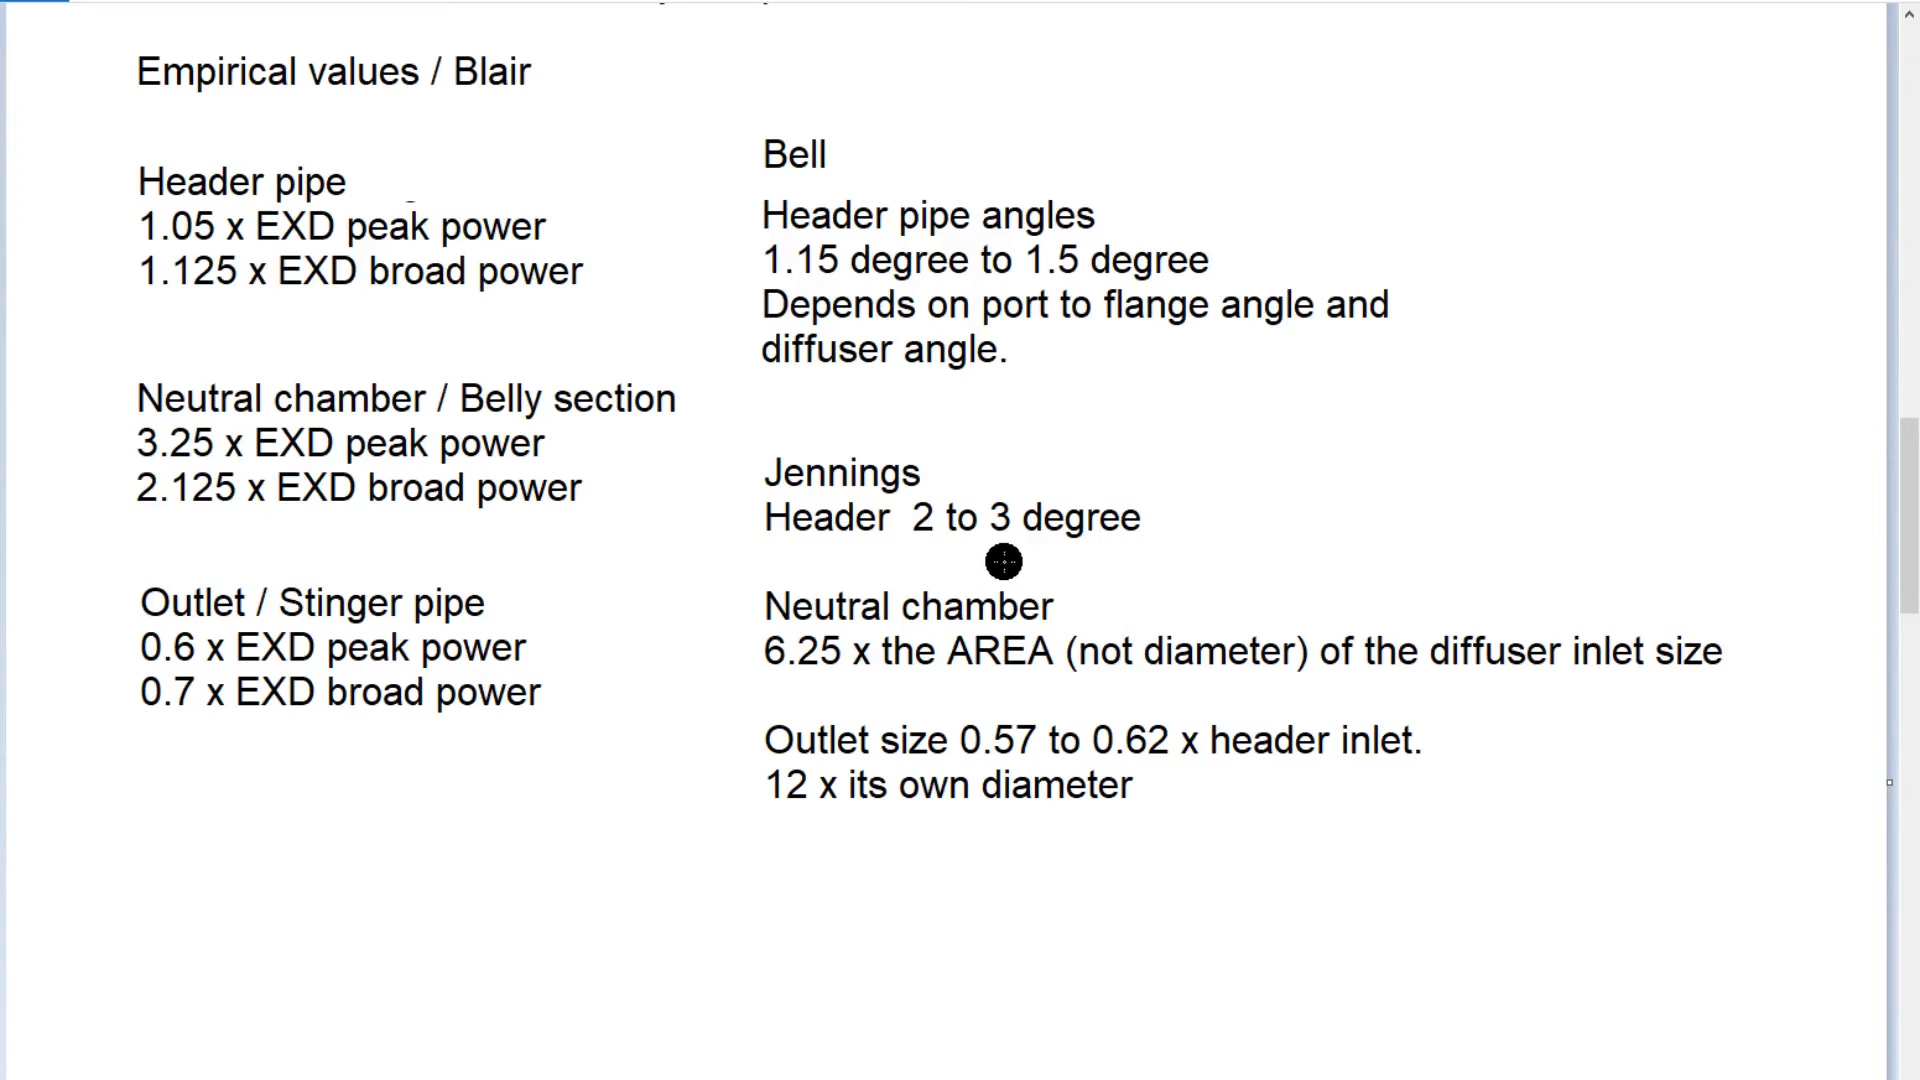 Empirical values / Blair
Header pipe
1.05 x EXD peak power
1.125 x EXD broad power
Neutral chamber / Belly section
3.25 x EXD peak power
2.125 x EXD broad power
Outlet / Stinger pipe
0.6 x EXD peak power
0.7 x EXD broad power
Bell
Header pipe angles
1.15 degree to 1.5 degree
Depends on port to flange angle and
diffuser angle.
Jennings
Header  2 to 3 degree
Neutral chamber
6.25 x the AREA (not diameter) of the diffuser inlet size
Outlet size 0.57 to 0.62 x header inlet.
12 x its own diameter